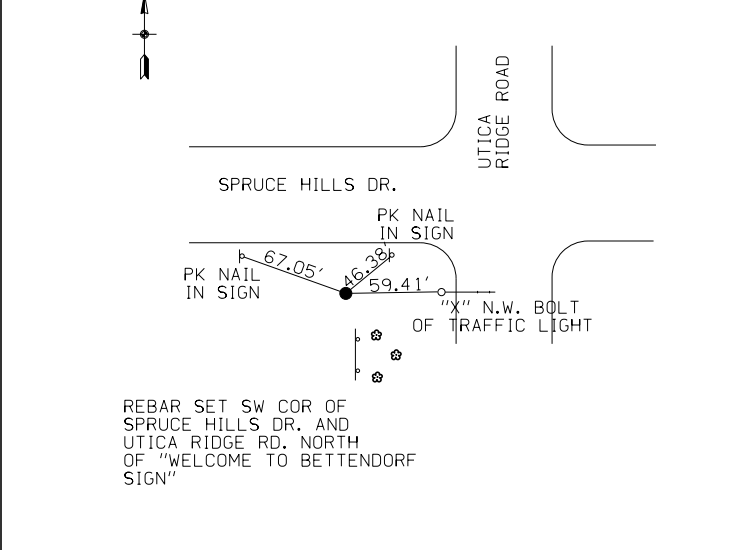 UTICA
RIDGE ROAD
SPRUCE HILLS DR.
PK NAIL
IN SIGN
67.05'
46.38'
59.41'
PK NAIL
IN SIGN
"X" N.W. BOLT
OF TRAFFIC LIGHT
REBAR SET SW COR OF
SPRUCE HILLS DR. AND
UTICA RIDGE RD. NORTH
OF "WELCOME TO BETTENDORF
SIGN"